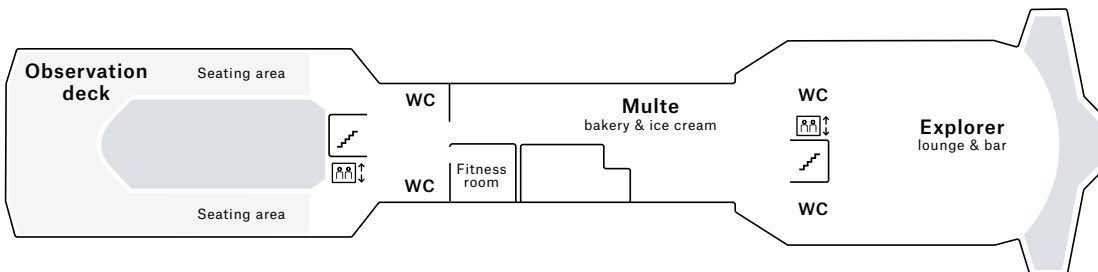 Observation
deck
Seating area
Seating area
WC
WC
Fitness
room
Multe
bakery & ice cream
WC
WC
Explorer
lounge & bar